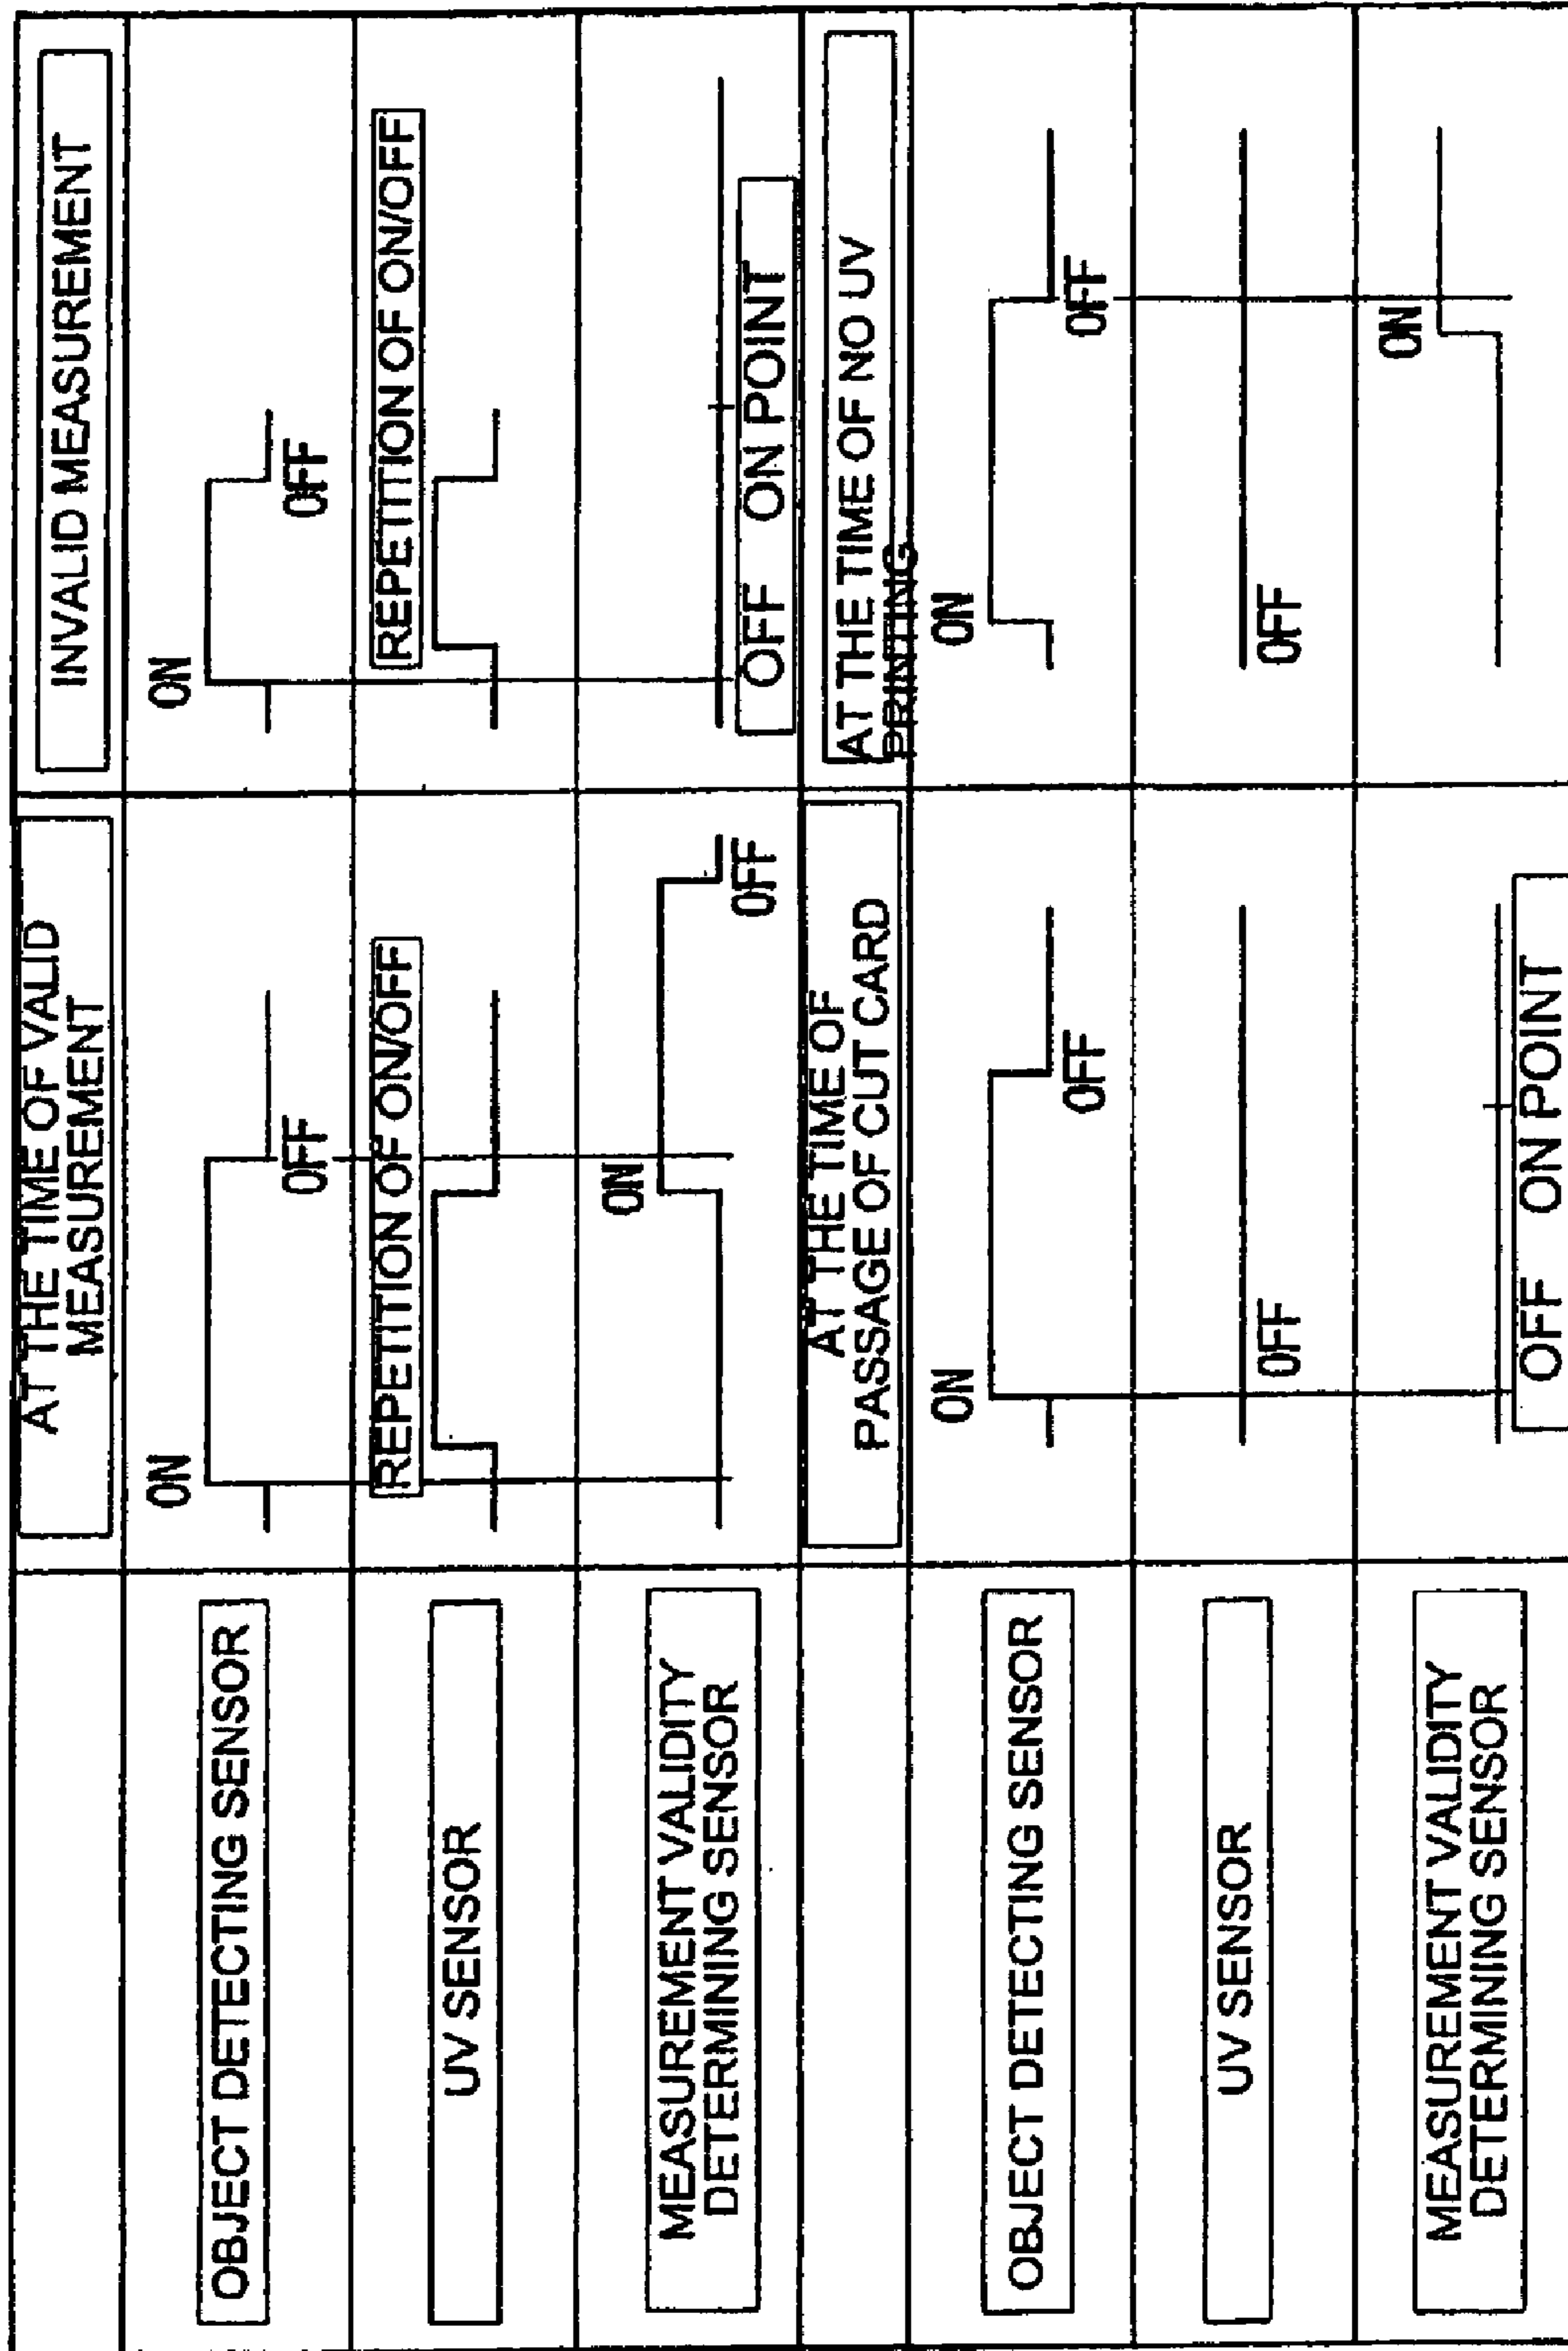 AT THE TIME OF VALID
MEASUREMENT
INVALID MEASUREMENT
OBJECT DETECTING SENSOR
ON
OFF
ON
OFF
UV SENSOR
REPETITION OF ON/OFF
REPETITION OF ON/OFF
MEASUREMENT VALIDITY
DETERMINING SENSOR
ON
OFF
OFF ON POINT
AT THE TIME OF
PASSAGE OF CUT CARD
AT THE TIME OF NO UV
PRINTING
OBJECT DETECTING SENSOR
ON
OFF
ON
OFF
UV SENSOR
OFF
OFF
MEASUREMENT VALIDITY
DETERMINING SENSOR
OFF ON POINT
ON